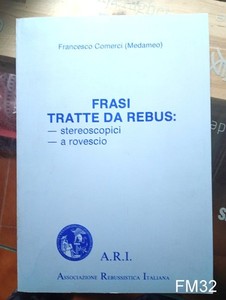 Francesco Comerci (Medameo)
FRASI
TRATTE DA REBUS:
— stereoscopici
— a rovescio
A.R.I.
Associazione Rebussistica Italiana
FM32